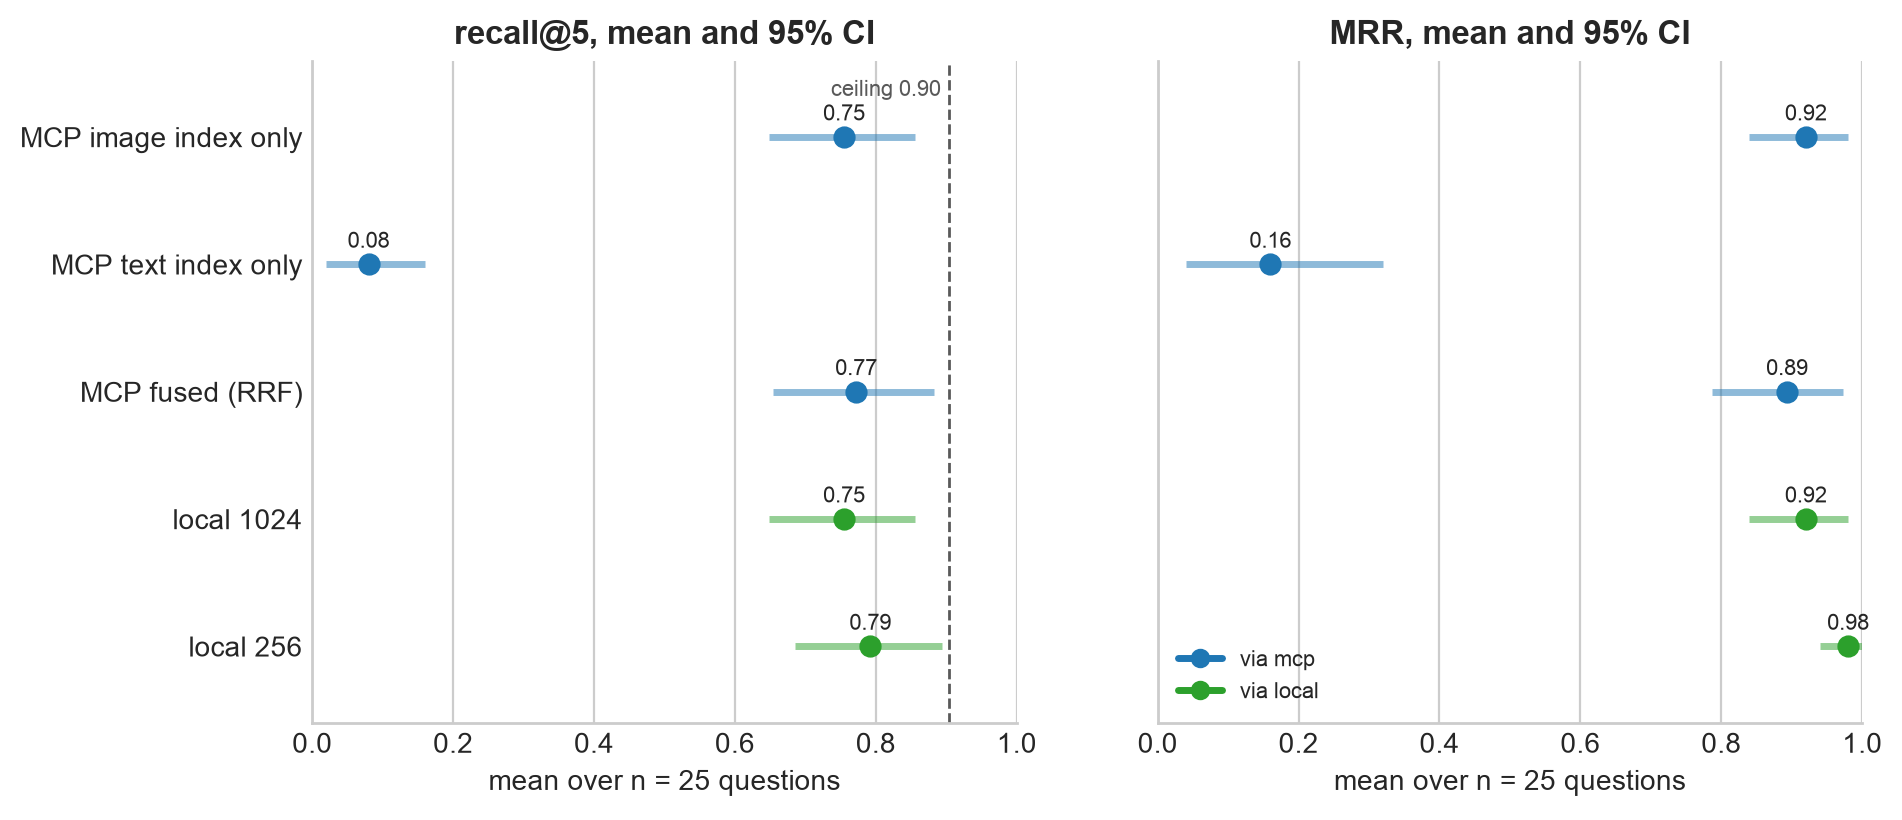 recall@5, mean and 95% CI
ceiling 0.90
MCP image index only
0.75
MCP text index only
0.08
MCP fused (RRF)
0.77
local 1024
0.75
local 256
0.79
0.0 0.2 0.4 0.6 0.8 1.0
mean over n = 25 questions
MRR, mean and 95% CI
0.92
0.16
0.89
0.92
0.98
via mcp
via local
0.0 0.2 0.4 0.6 0.8 1.0
mean over n = 25 questions